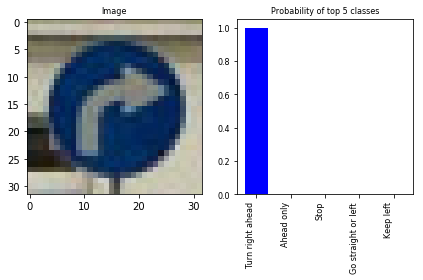 Image
0
5
10
15
20
25
30
0
10
20
30
Probability of top 5 classes
1.0
0.8
0.6
0.4
0.2
0.0
Turn right ahead
Ahead only
Stop
Go straight or left
Keep left